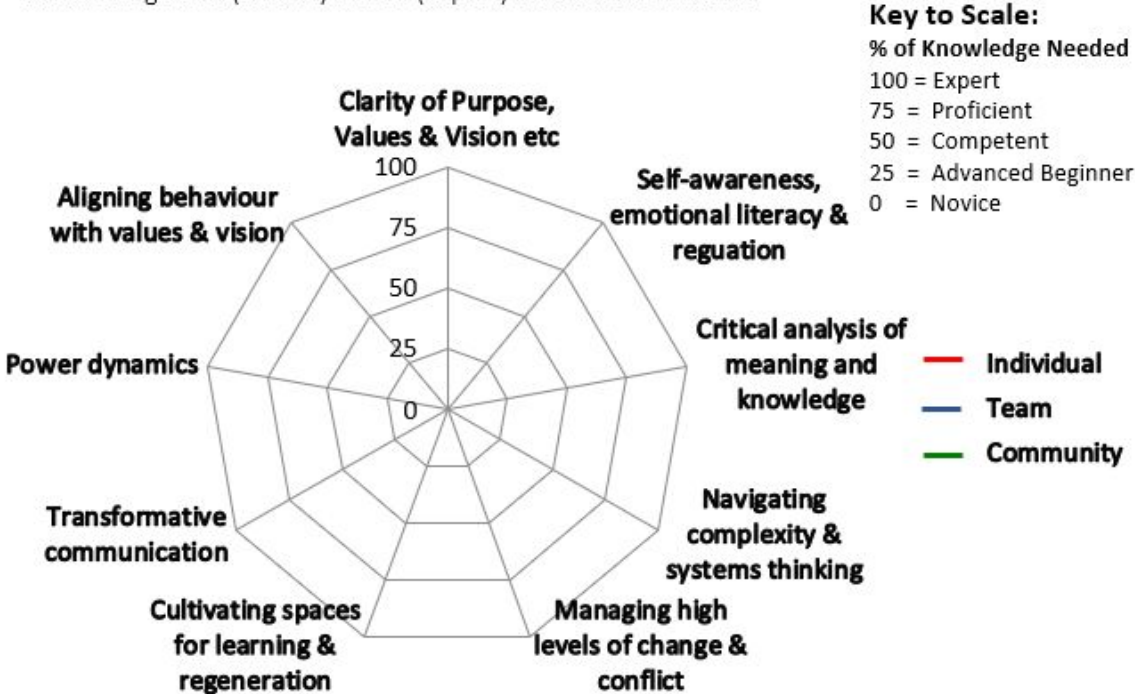 Key to Scale:
% of Knowledge Needed
100 = Expert
75 = Proficient
50 = Competent
25 = Advanced Beginner
0 = Novice
Clarity of Purpose,
Values & Vision etc
Self-awareness,
emotional literacy &
reguation
Critical analysis of
meaning and
knowledge
Navigating
complexity &
systems thinking
Managing high
levels of change &
conflict
Cultivating spaces
for learning &
regeneration
Transformative
communication
Power dynamics
Aligning behaviour
with values & vision
100
75
50
25
0
Individual
Team
Community